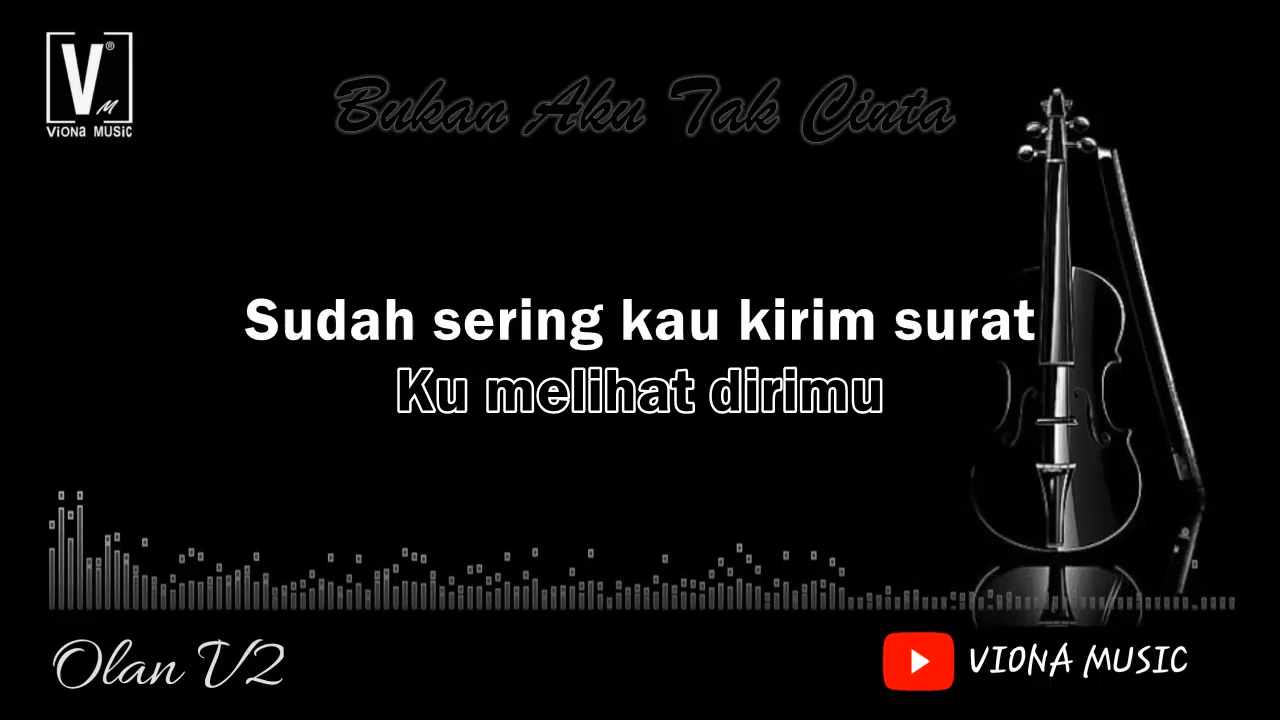 V®
M
ViONa MUSiC
Bukan Aku Tak Cinta
Sudah sering kau kirim surat
Ku melihat dirimu
Olan V2
VIONA MUSIC